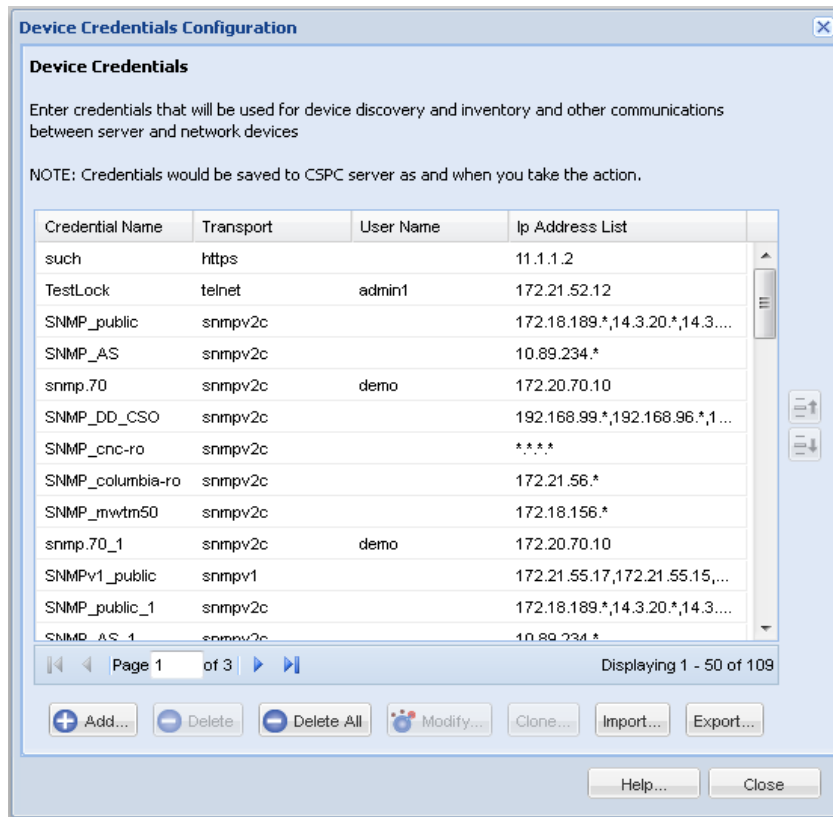 Device Credentials Configuration
Device Credentials
Enter credentials that will be used for device discovery and inventory and other communications
between server and network devices
NOTE: Credentials would be saved to CSPC server as and when you take the action.
Credential Name Transport User Name Ip Address List
such https 11.1.1.2
TestLock telnet admin1 172.21.52.12
SNMP_public snmpv2c 172.18.189.*,14.3.20.*,14.3....
SNMP_AS snmpv2c 10.89.234.*
snmp.70 snmpv2c demo 172.20.70.10
SNMP_DD_CSO snmpv2c 192.168.99.*,192.168.96.*,1...
SNMP_cnc-ro snmpv2c *.*.*.*
SNMP_columbia-ro snmpv2c 172.21.56.*
SNMP_mwtm50 snmpv2c 172.18.156.*
snmp.70_1 snmpv2c demo 172.20.70.10
SNMPv1_public snmpv1 172.21.55.17,172.21.55.15,...
SNMP_public_1 snmpv2c 172.18.189.*,14.3.20.*,14.3....
SNMP_AS_1 snmpv2c 10.89.234.*
Page 1 of 3 Displaying 1 - 50 of 109
Add... Delete Delete All Modify... Clone... Import... Export...
Help... Close